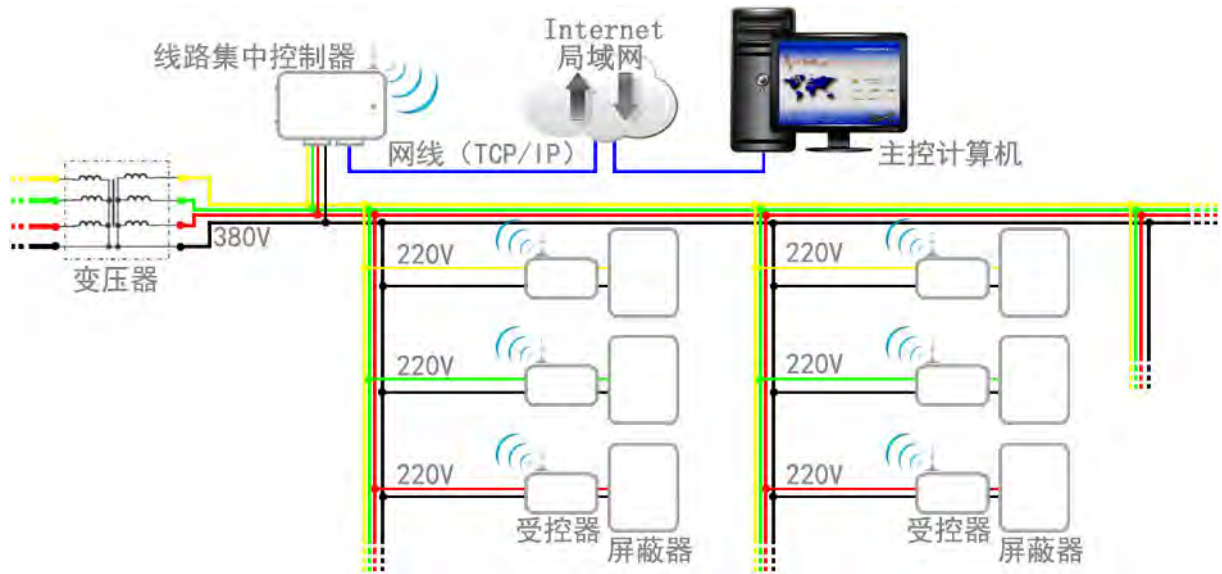 Internet
局域网
线路集中控制器
网线（TCP/IP）
主控计算机
380V
变压器
220V
220V
220V
220V
220V
220V
受控器
屏蔽器
受控器
屏蔽器